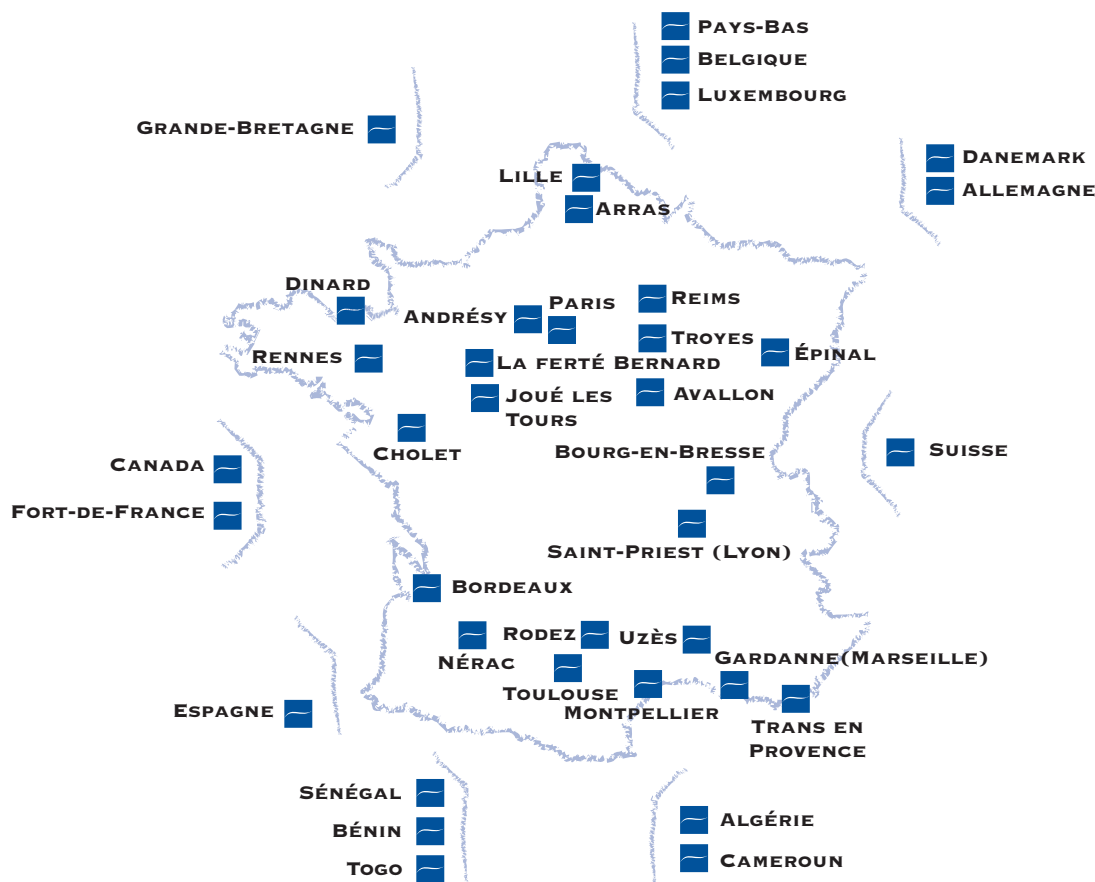 PAYS-BAS
BELGIQUE
LUXEMBOURG
GRANDE-BRETAGNE
DANEMARK
ALLEMAGNE
LILLE
ARRAS
DINARD
ANDRÉSY
PARIS
REIMS
TROYES
ÉPINAL
RENNES
LA FERTÉ BERNARD
JOUÉ LES
TOURS
AVALLON
CHOLET
BOURG-EN-BRESSE
SUISSE
CANADA
FORT-DE-FRANCE
SAINT-PRIEST (LYON)
BORDEAUX
RODEZ
UZÈS
NÉRAC
GARDANNE(MARSEILLE)
TOULOUSE
MONTPELLIER
TRANS EN
PROVENCE
ESPAGNE
SÉNÉGAL
BÉNIN
TOGO
ALGÉRIE
CAMEROUN